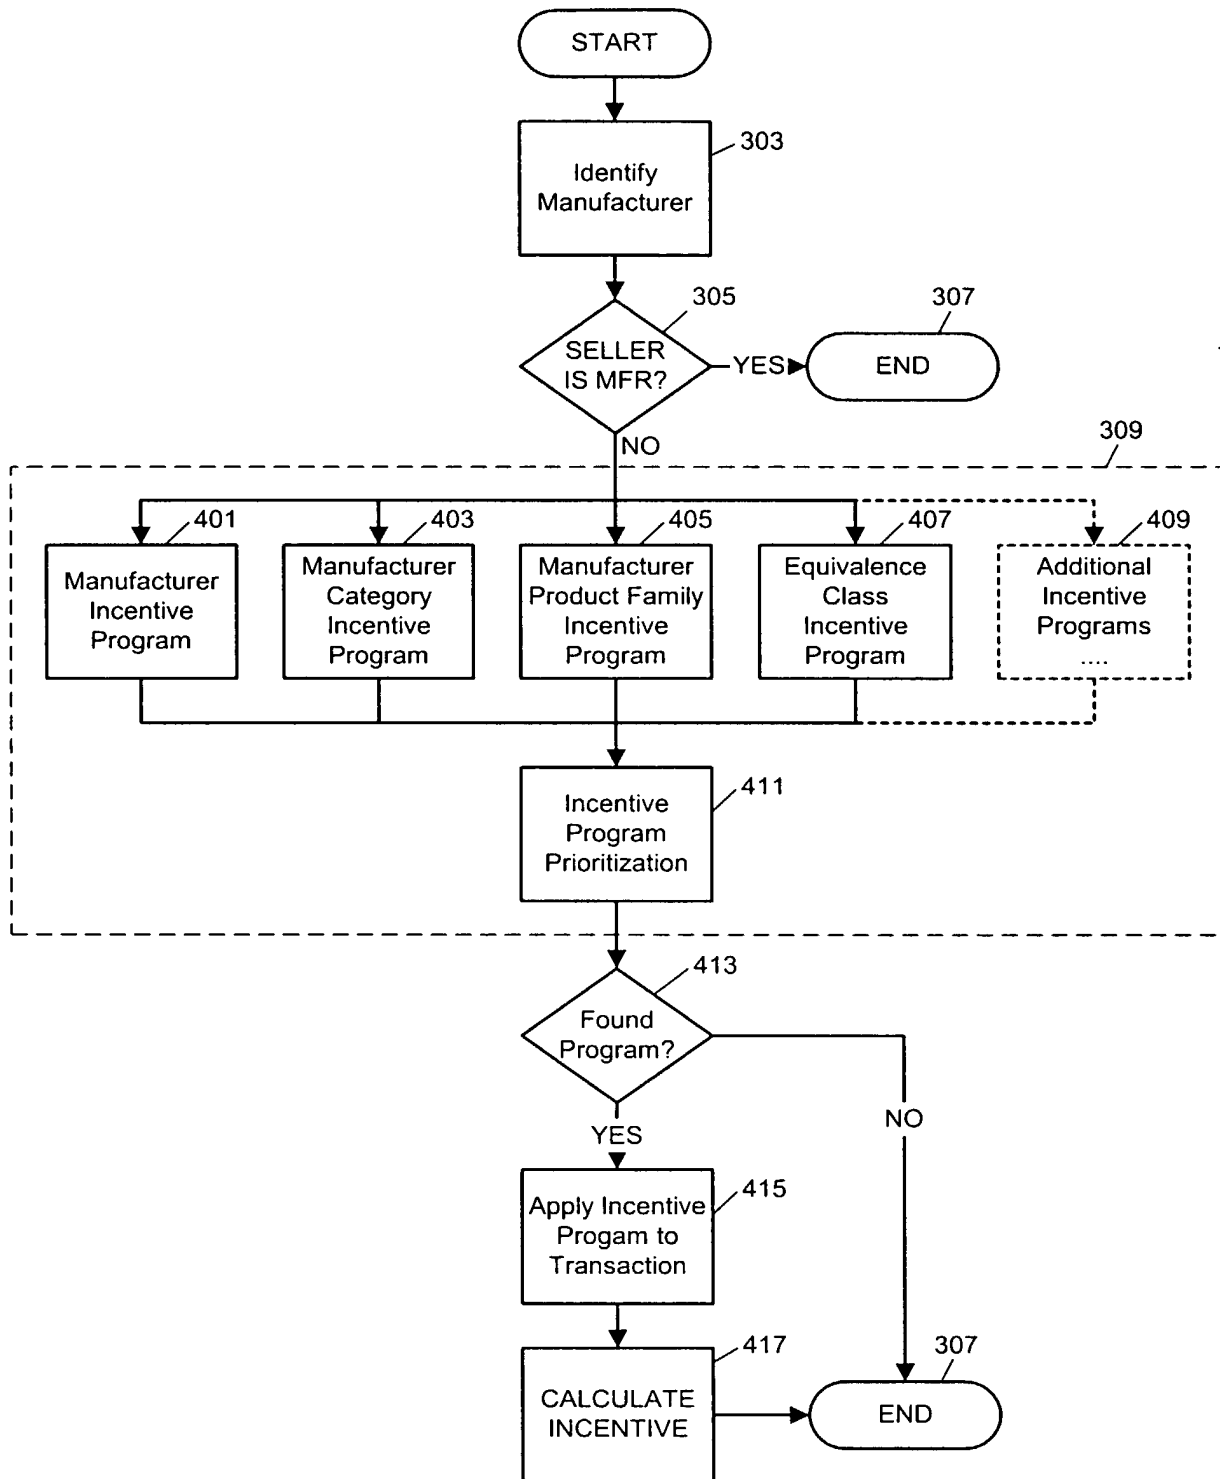 START
303
Identify
Manufacturer
305
307
SELLER
IS MFR?
YES
END
NO
309
401
403
405
407
409
Manufacturer
Incentive
Program
Manufacturer
Category
Incentive
Program
Manufacturer
Product Family
Incentive
Program
Equivalence
Class
Incentive
Program
Additional
Incentive
Programs
....
411
Incentive
Program
Prioritization
413
Found
Program?
YES
NO
415
Apply Incentive
Progam to
Transaction
417
307
CALCULATE
INCENTIVE
END